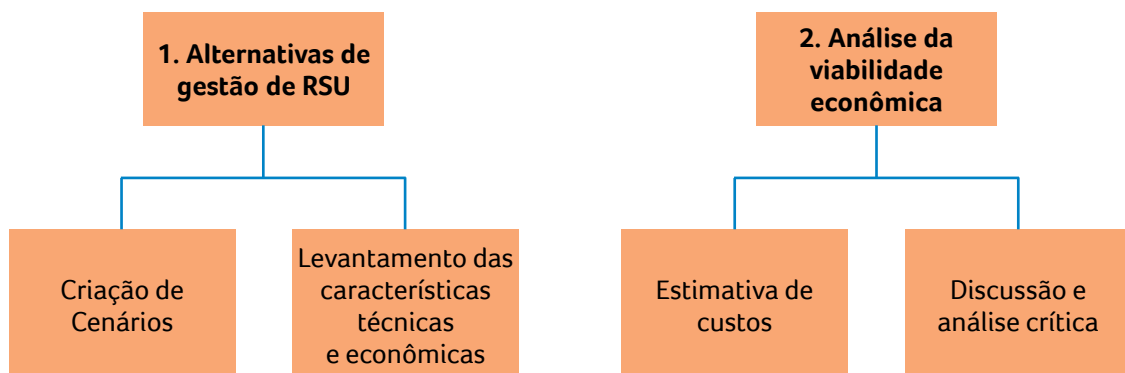 1. Alternativas de
gestão de RSU
2. Análise da
viabilidade
econômica
Criação de
Cenários
Levantamento das
características
técnicas
e econômicas
Estimativa de
custos
Discussão e
análise crítica